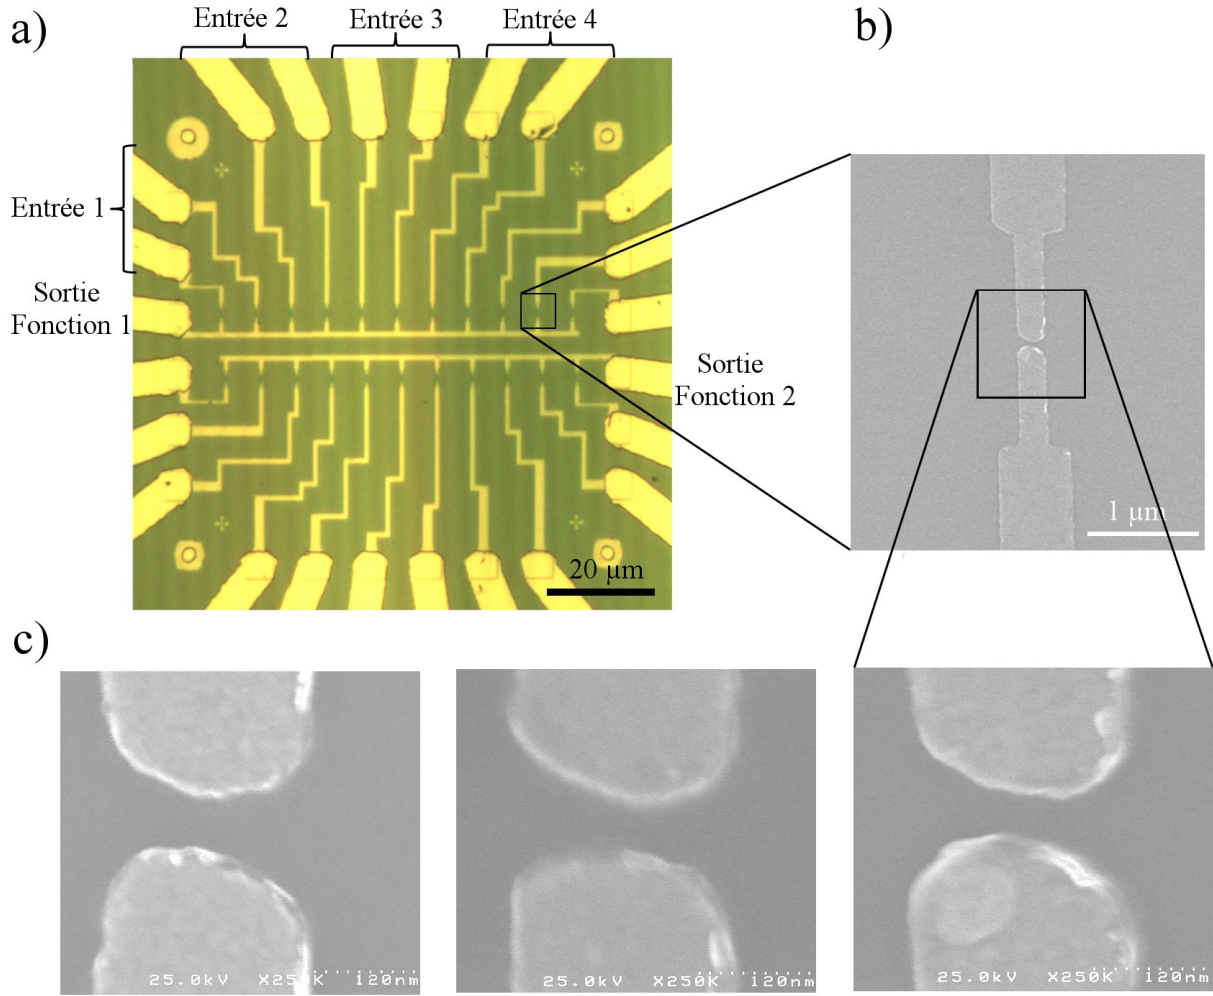 a)
Entrée 2
Entrée 3
Entrée 4
b)
Entrée 1
Sortie
Fonction 1
Sortie
Fonction 2
20 µm
1 µm
c)
25.0kV X250K 120nm
25.0kV X250K 120nm
25.0kV X250K 120nm